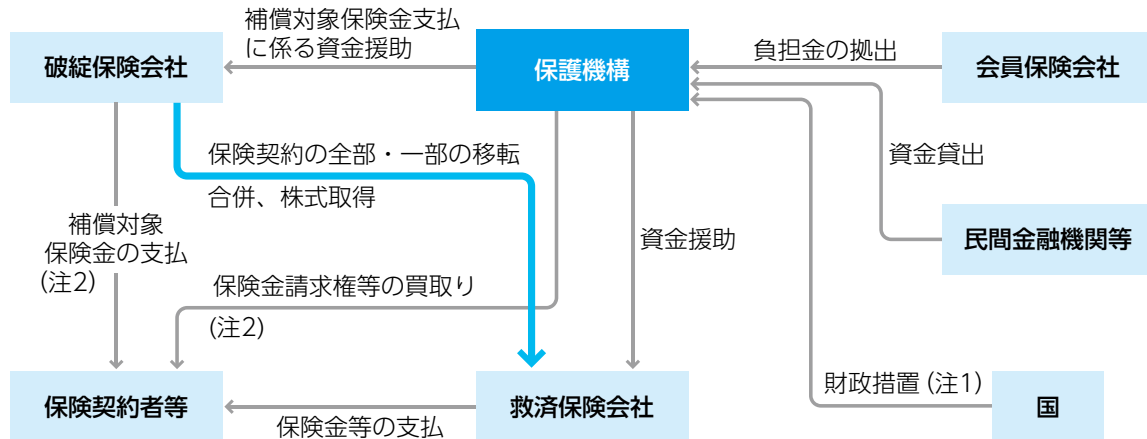 補償対象保険金支払
に係る資金援助
破綻保険会社
保護機構
負担金の拠出
会員保険会社
保険契約の全部・一部の移転
合併、株式取得
資金貸出
補償対象
保険金の支払
(注2)
資金援助
民間金融機関等
保険金請求権等の買取り
(注2)
財政措置(注1)
保険契約者等
保険金等の支払
救済保険会社
国